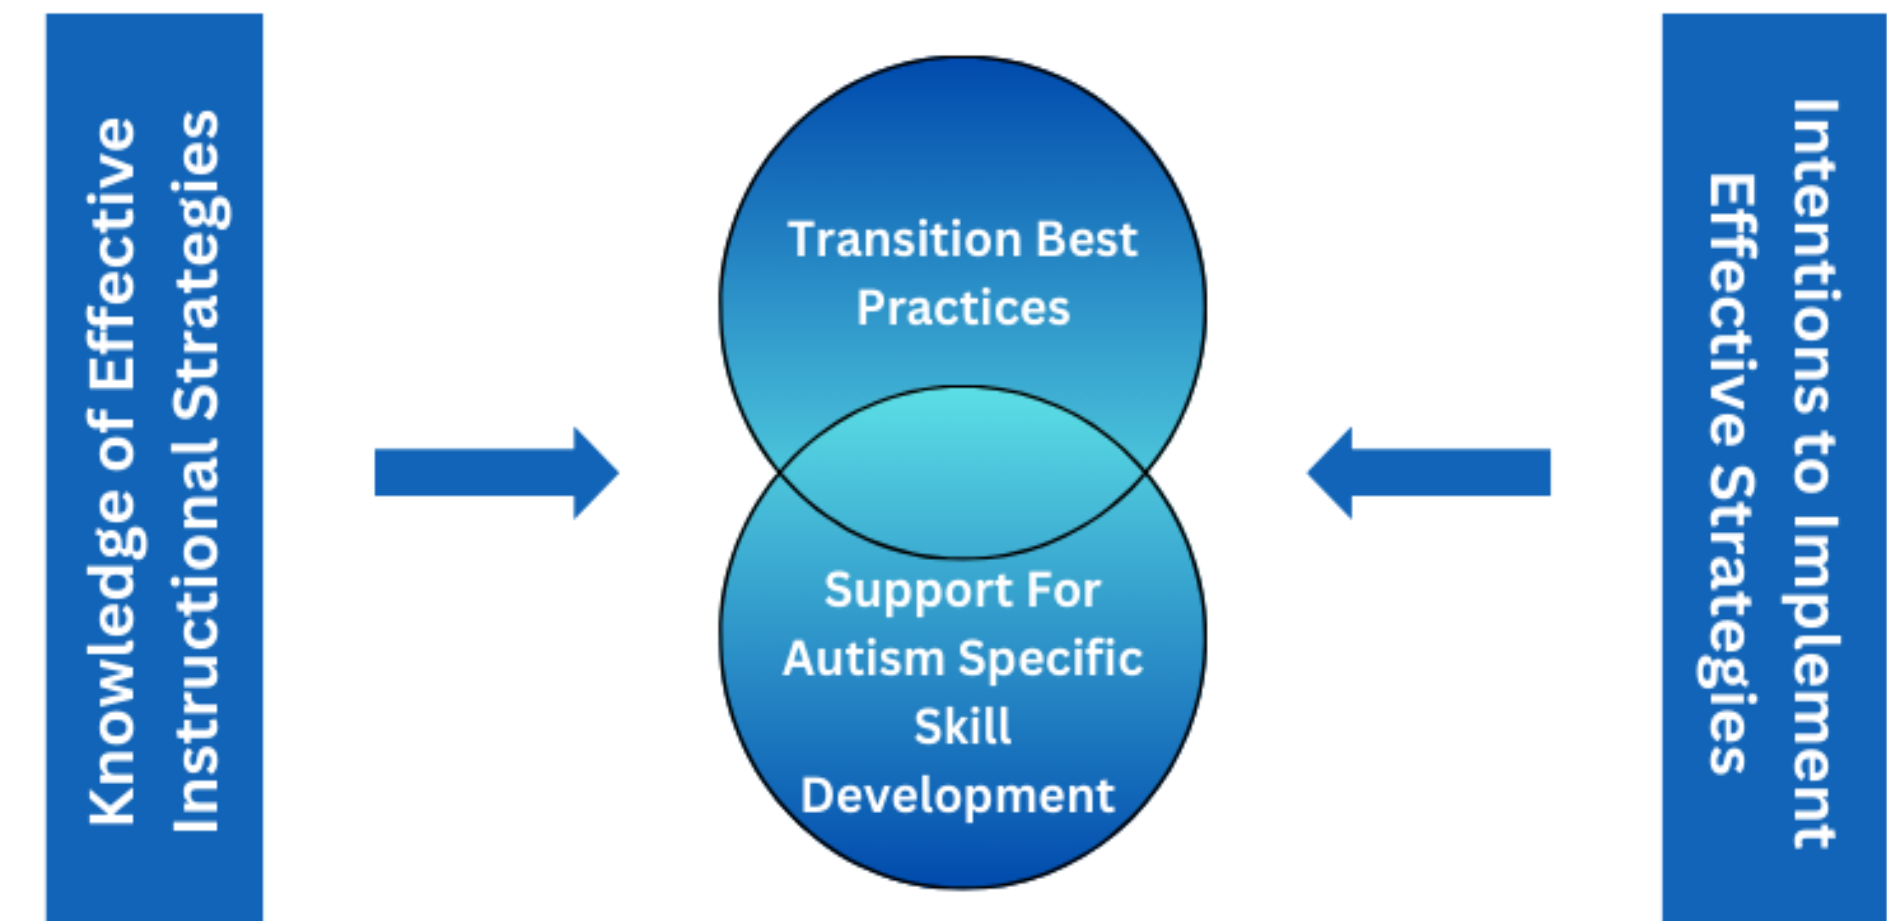 Knowledge of Effective
Instructional Strategies
Transition Best
Practices
Support For
Autism Specific
Skill
Development
Intentions to Implement
Effective Strategies